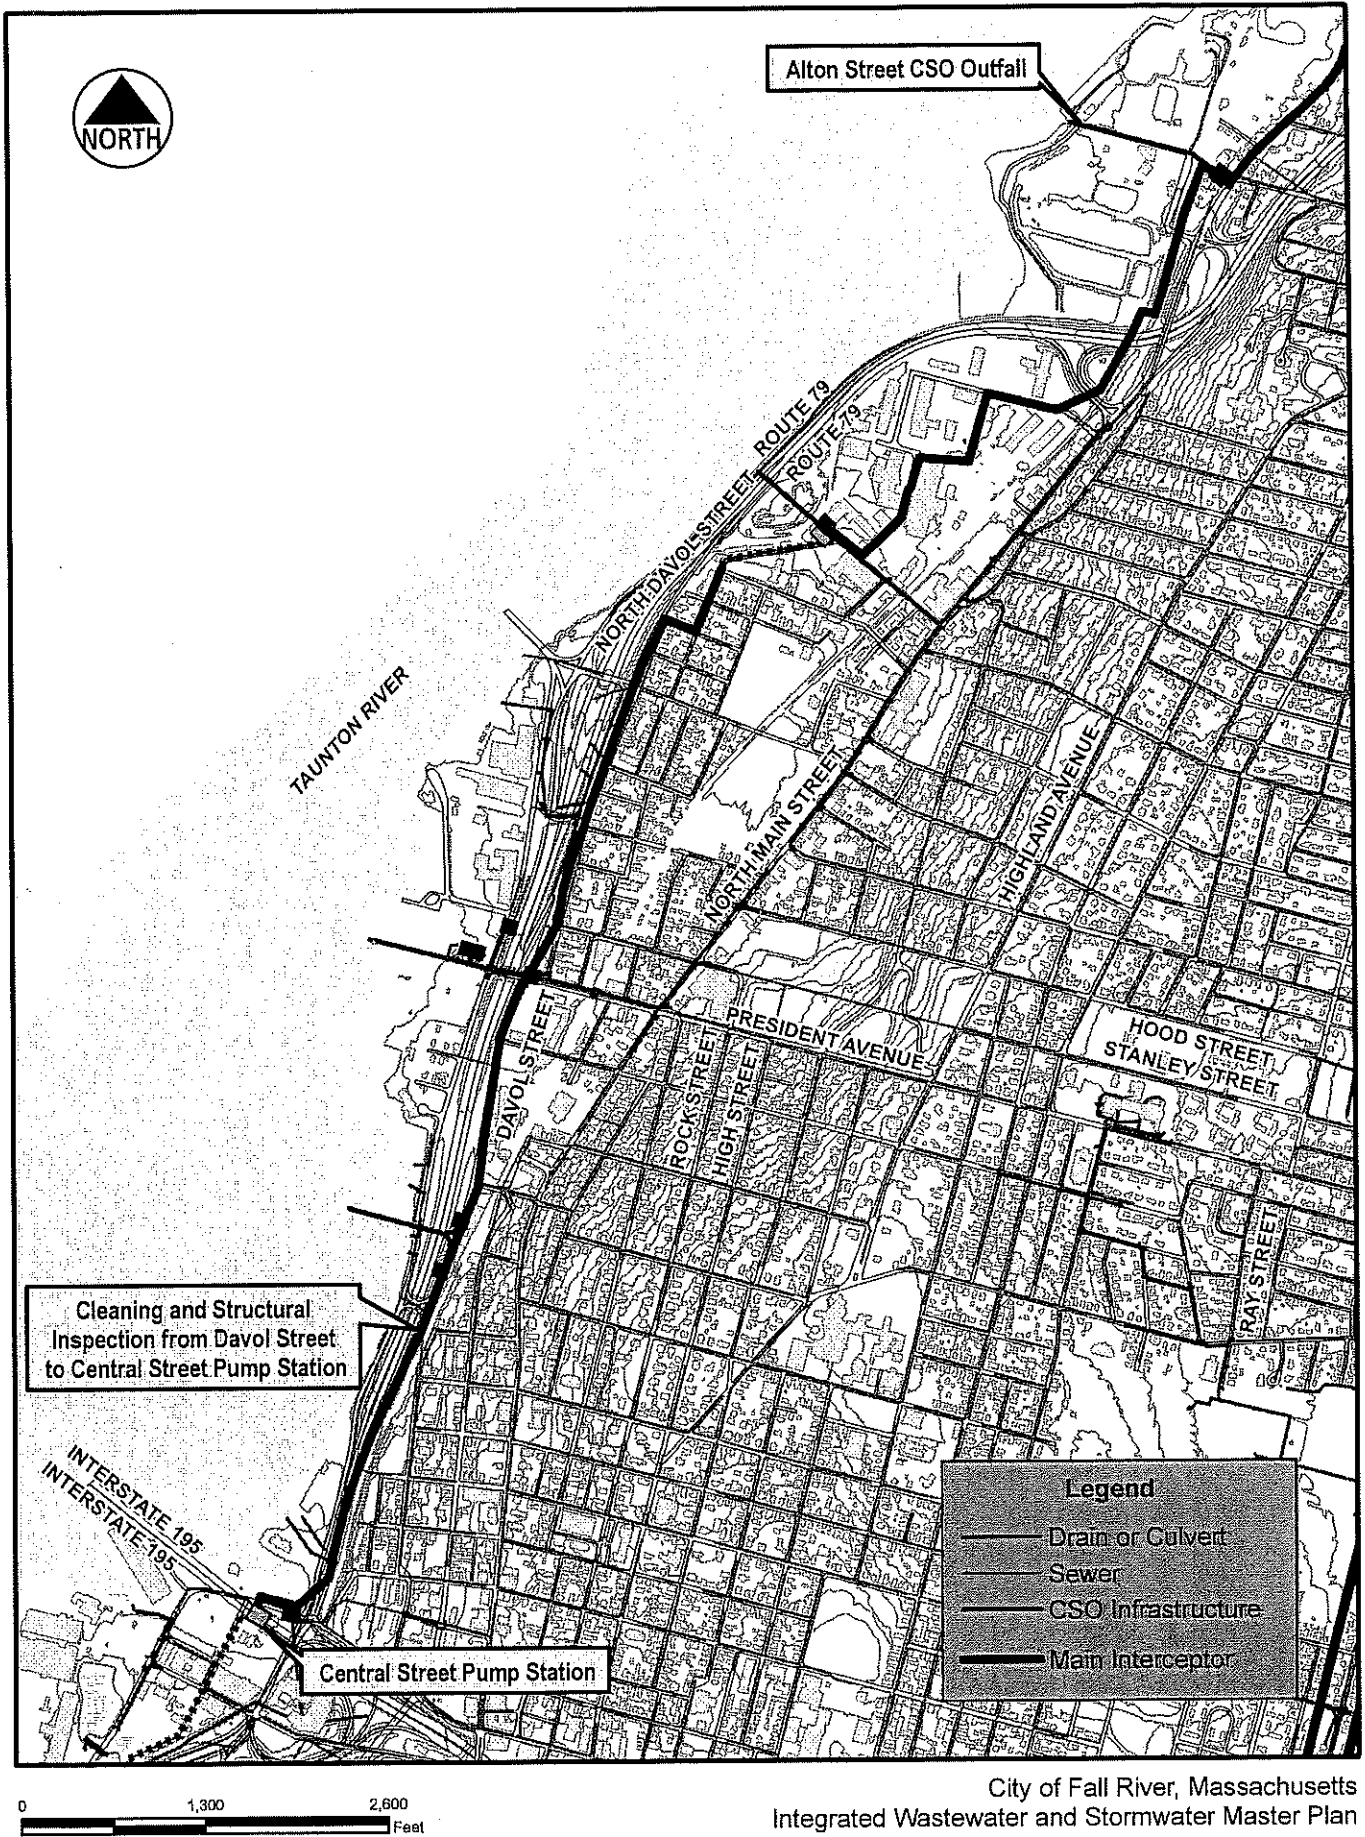 Alton Street CSO Outfall
NORTH
ROUTE 79
ROUTE 79
NORTH DAVOL STREET
TAUNTON RIVER
NORTH MAIN STREET
HIGHLAND AVENUE
PRESIDENT AVENUE
HOOD STREET
STANLEY STREET
DAVOL STREET
ROCK STREET
HIGH STREET
RAY STREET
Cleaning and Structural
Inspection from Davol Street
to Central Street Pump Station
INTERSTATE 195
INTERSTATE 195
Central Street Pump Station
Legend
Drain or Culvert
Sewer
CSO Infrastructure
Main Interceptor
0 1,300 2,600
Feet
City of Fall River, Massachusetts
Integrated Wastewater and Stormwater Master Plan